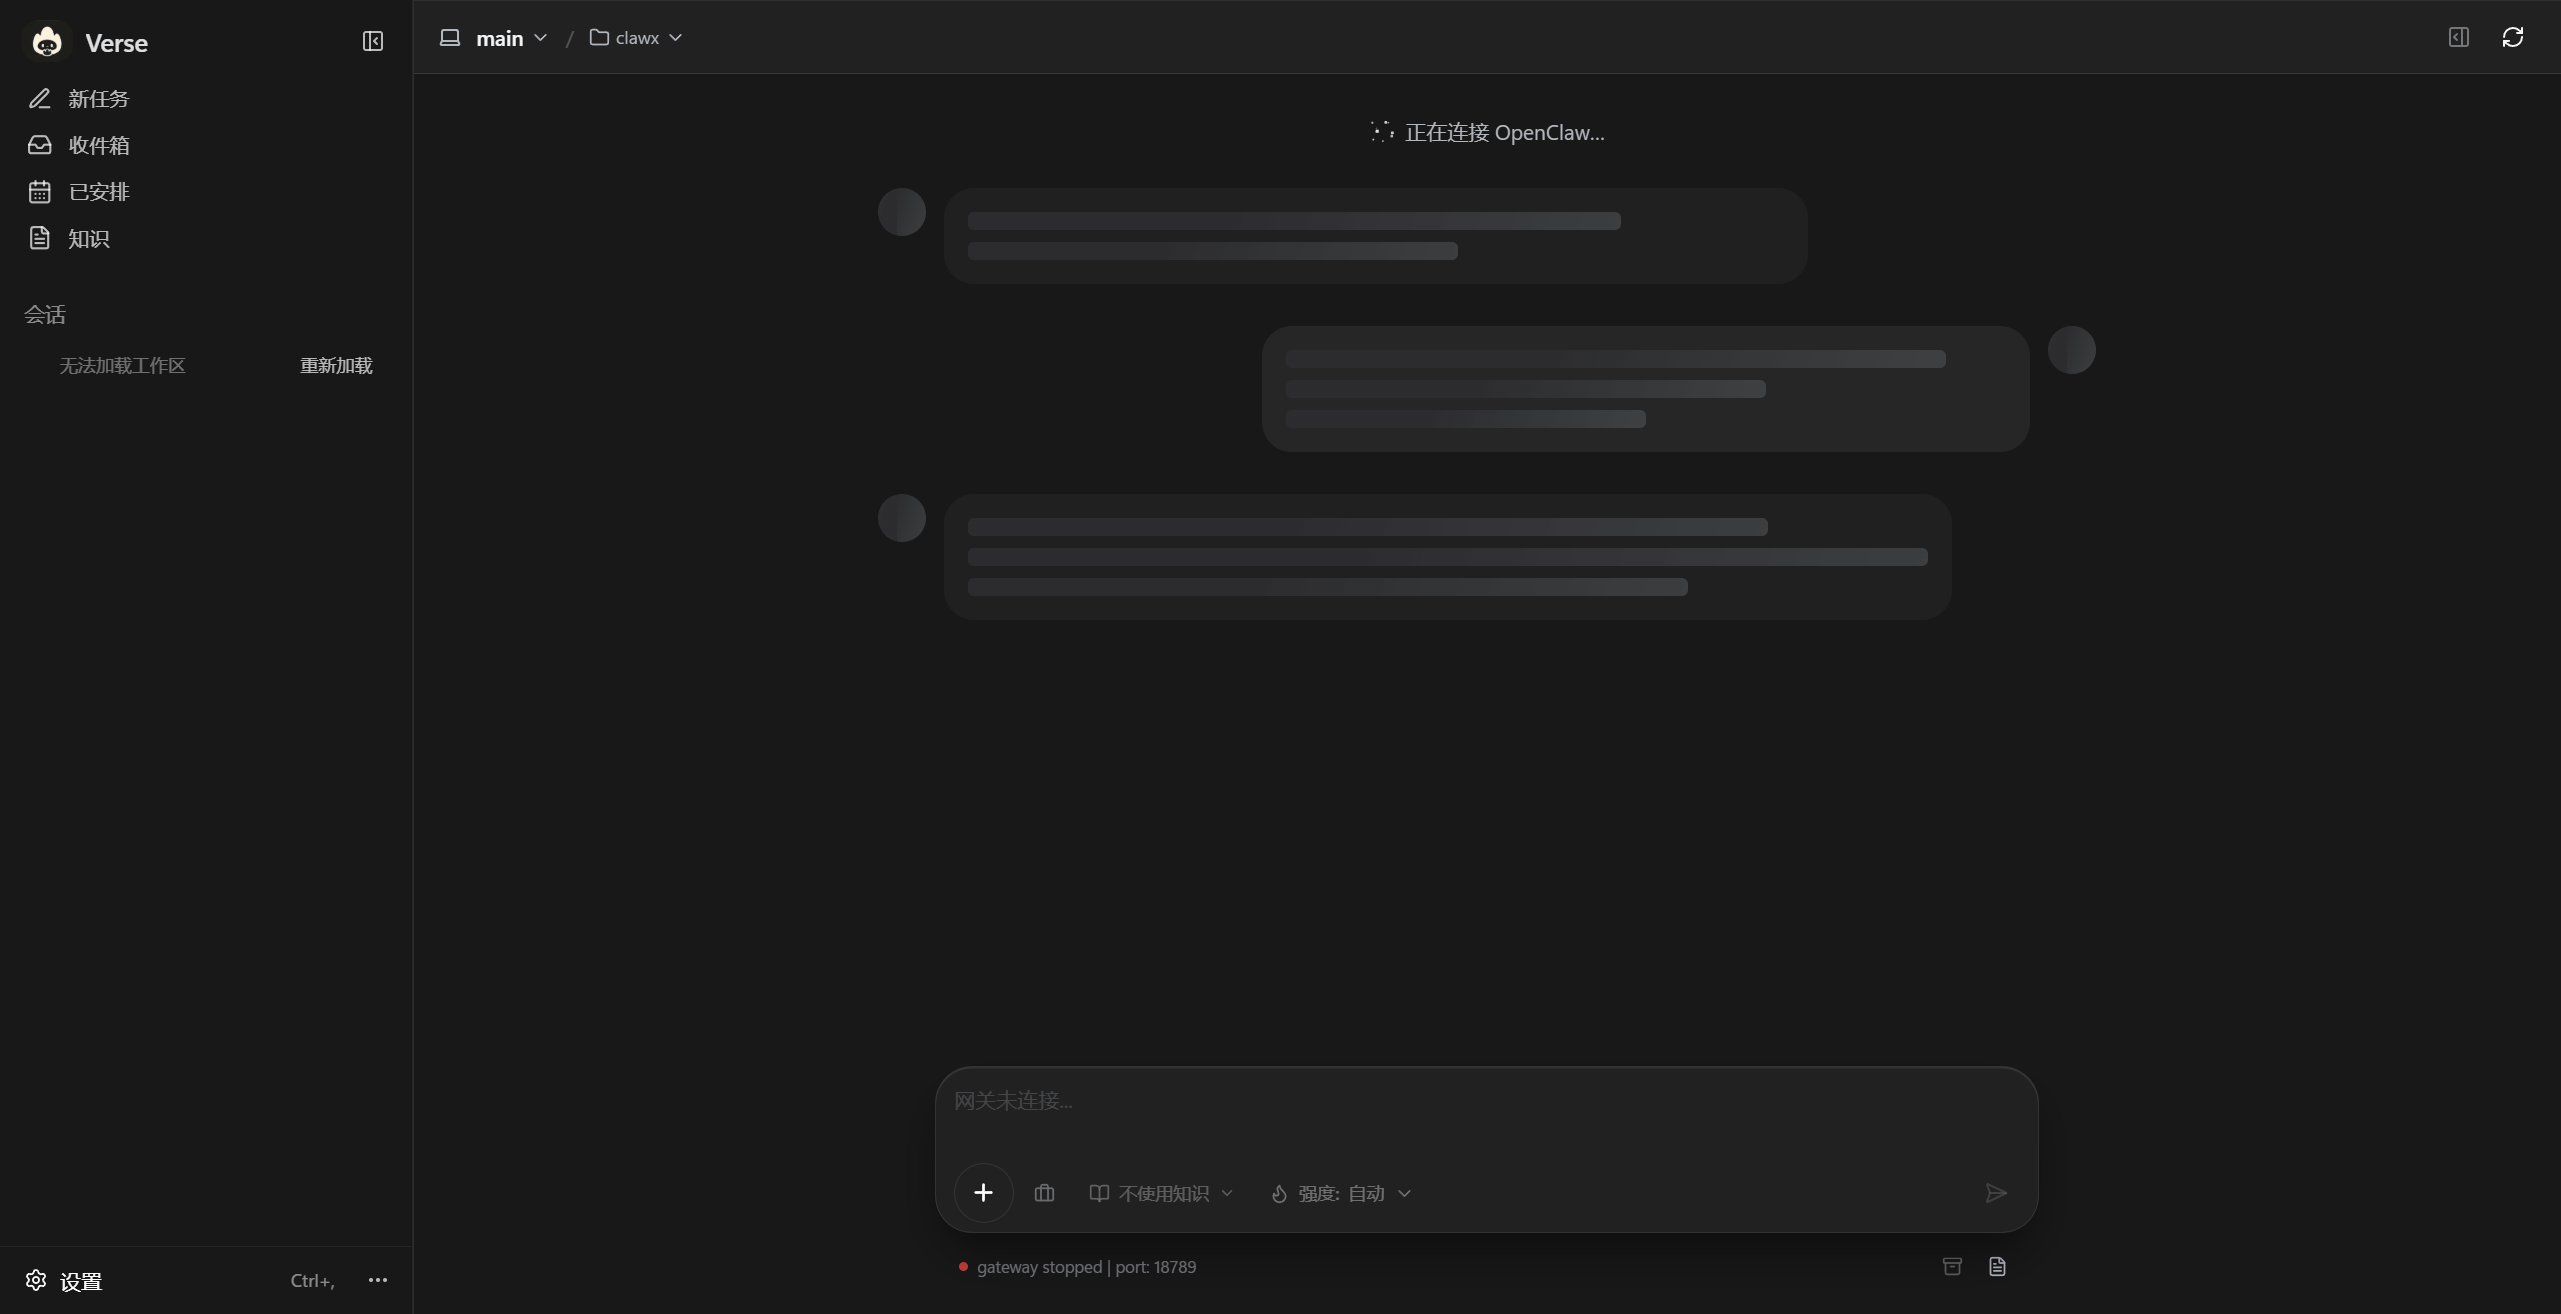 Verse
新任务
收件箱
已安排
知识
会话
无法加载工作区 重新加载
设置 Ctrl+,
main / clawx
正在连接 OpenClaw...
网关未连接...
不使用知识 强度: 自动
gateway stopped | port: 18789